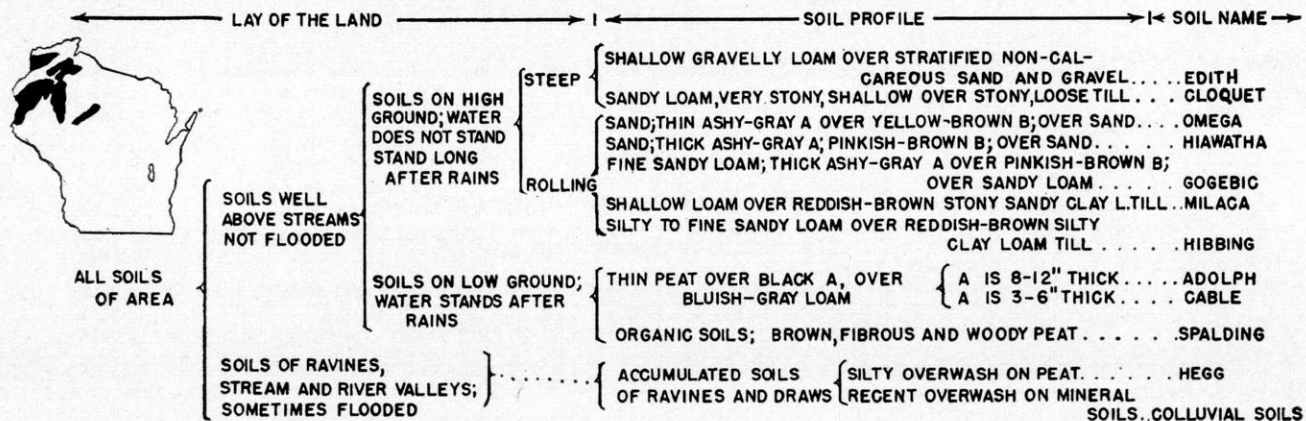 LAY OF THE LAND SOIL PROFILE SOIL NAME
SHALLOW GRAVELLY LOAM OVER STRATIFIED NON-CAL-
CAREOUS SAND AND GRAVEL.....EDITH
STEEP
SANDY LOAM, VERY STONY, SHALLOW OVER STONY, LOOSE TILL....CLOQUET
SOILS ON HIGH
GROUND; WATER
DOES NOT STAND
STAND LONG
AFTER RAINS
SAND; THIN ASHY-GRAY A OVER YELLOW-BROWN B; OVER SAND.....OMEGA
SAND; THICK ASHY-GRAY A; PINKISH-BROWN B; OVER SAND.....HIAWATHA
FINE SANDY LOAM; THICK ASHY-GRAY A OVER PINKISH-BROWN B;
ROLLING
OVER SANDY LOAM.....GOGEBIC
SHALLOW LOAM OVER REDDISH-BROWN STONY SANDY CLAY L. TILL..MILACA
SILTY TO FINE SANDY LOAM OVER REDDISH-BROWN SILTY
CLAY LOAM TILL.....HIBBING
SOILS WELL
ABOVE STREAMS
NOT FLOODED
ALL SOILS
OF AREA
SOILS ON LOW GROUND;
WATER STANDS AFTER
RAINS
THIN PEAT OVER BLACK A, OVER
BLUISH-GRAY LOAM
A IS 8-12" THICK.....ADOLPH
A IS 3-6" THICK.....CABLE
ORGANIC SOILS; BROWN, FIBROUS AND WOODY PEAT.......SPALDING
SOILS OF RAVINES,
STREAM AND RIVER VALLEYS;
SOMETIMES FLOODED
ACCUMULATED SOILS
OF RAVINES AND DRAWS
SILTY OVERWASH ON PEAT.......HEGG
RECENT OVERWASH ON MINERAL
SOILS..COLLUVIAL SOILS